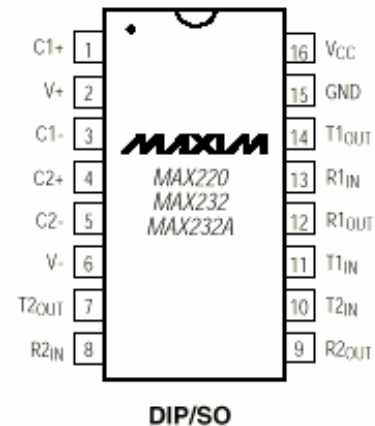 C1+ 1
V+ 2
C1- 3
C2+ 4
C2- 5
V- 6
T2OUT 7
R2IN 8
MAXIM
MAX220
MAX232
MAX232A
16 VCC
15 GND
14 T1OUT
13 R1IN
12 R1OUT
11 T1IN
10 T2IN
9 R2OUT
DIP/SO